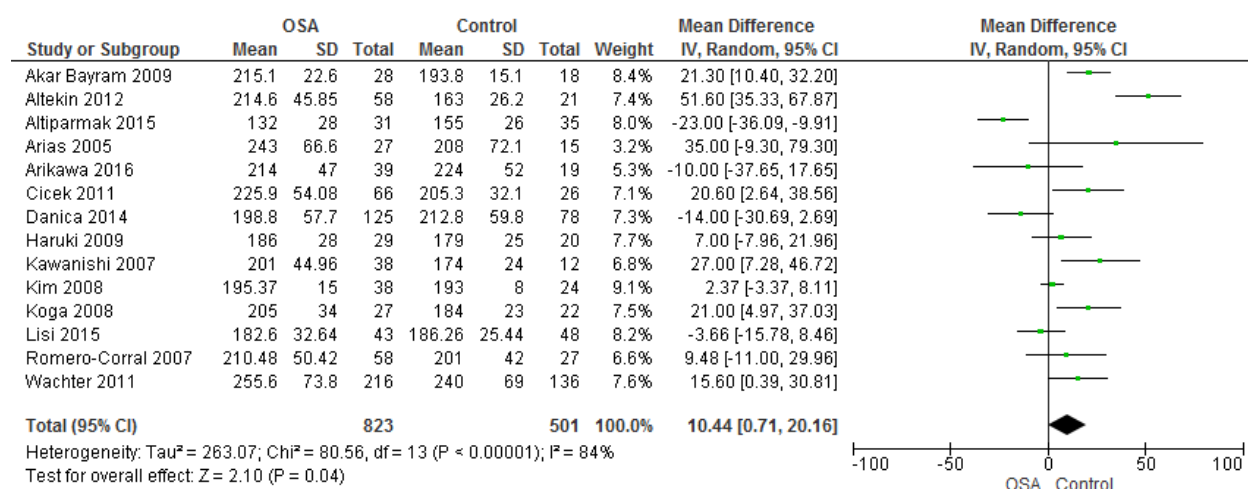 OSA Control Mean Difference Mean Difference
Study or Subgroup Mean SD Total Mean SD Total Weight IV, Random, 95% CI IV, Random, 95% CI
Akar Bayram 2009 215.1 22.6 28 193.8 15.1 18 8.4% 21.30 [10.40, 32.20]
Altekin 2012 214.6 45.85 58 163 26.2 21 7.4% 51.60 [35.33, 67.87]
Altiparmak 2015 132 28 31 155 26 35 8.0% -23.00 [-36.09, -9.91]
Arias 2005 243 66.6 27 208 72.1 15 3.2% 35.00 [-9.30, 79.30]
Arikawa 2016 214 47 39 224 52 19 5.3% -10.00 [-37.65, 17.65]
Cicek 2011 225.9 54.08 66 205.3 32.1 26 7.1% 20.60 [2.64, 38.56]
Danica 2014 198.8 57.7 125 212.8 59.8 78 7.3% -14.00 [-30.69, 2.69]
Haruki 2009 186 28 29 179 25 20 7.7% 7.00 [-7.96, 21.96]
Kawanishi 2007 201 44.96 38 174 24 12 6.8% 27.00 [7.28, 46.72]
Kim 2008 195.37 15 38 193 8 24 9.1% 2.37 [-3.37, 8.11]
Koga 2008 205 34 27 184 23 22 7.5% 21.00 [4.97, 37.03]
Lisi 2015 182.6 32.64 43 186.26 25.44 48 8.2% -3.66 [-15.78, 8.46]
Romero-Corral 2007 210.48 50.42 58 201 42 27 6.6% 9.48 [-11.00, 29.96]
Wachter 2011 255.6 73.8 216 240 69 136 7.6% 15.60 [0.39, 30.81]
Total (95% CI) 823 501 100.0% 10.44 [0.71, 20.16]
Heterogeneity: Tau² = 263.07; Chi² = 80.56, df = 13 (P < 0.00001); I² = 84%
Test for overall effect: Z = 2.10 (P = 0.04)
-100 -50 0 50 100
OSA Control